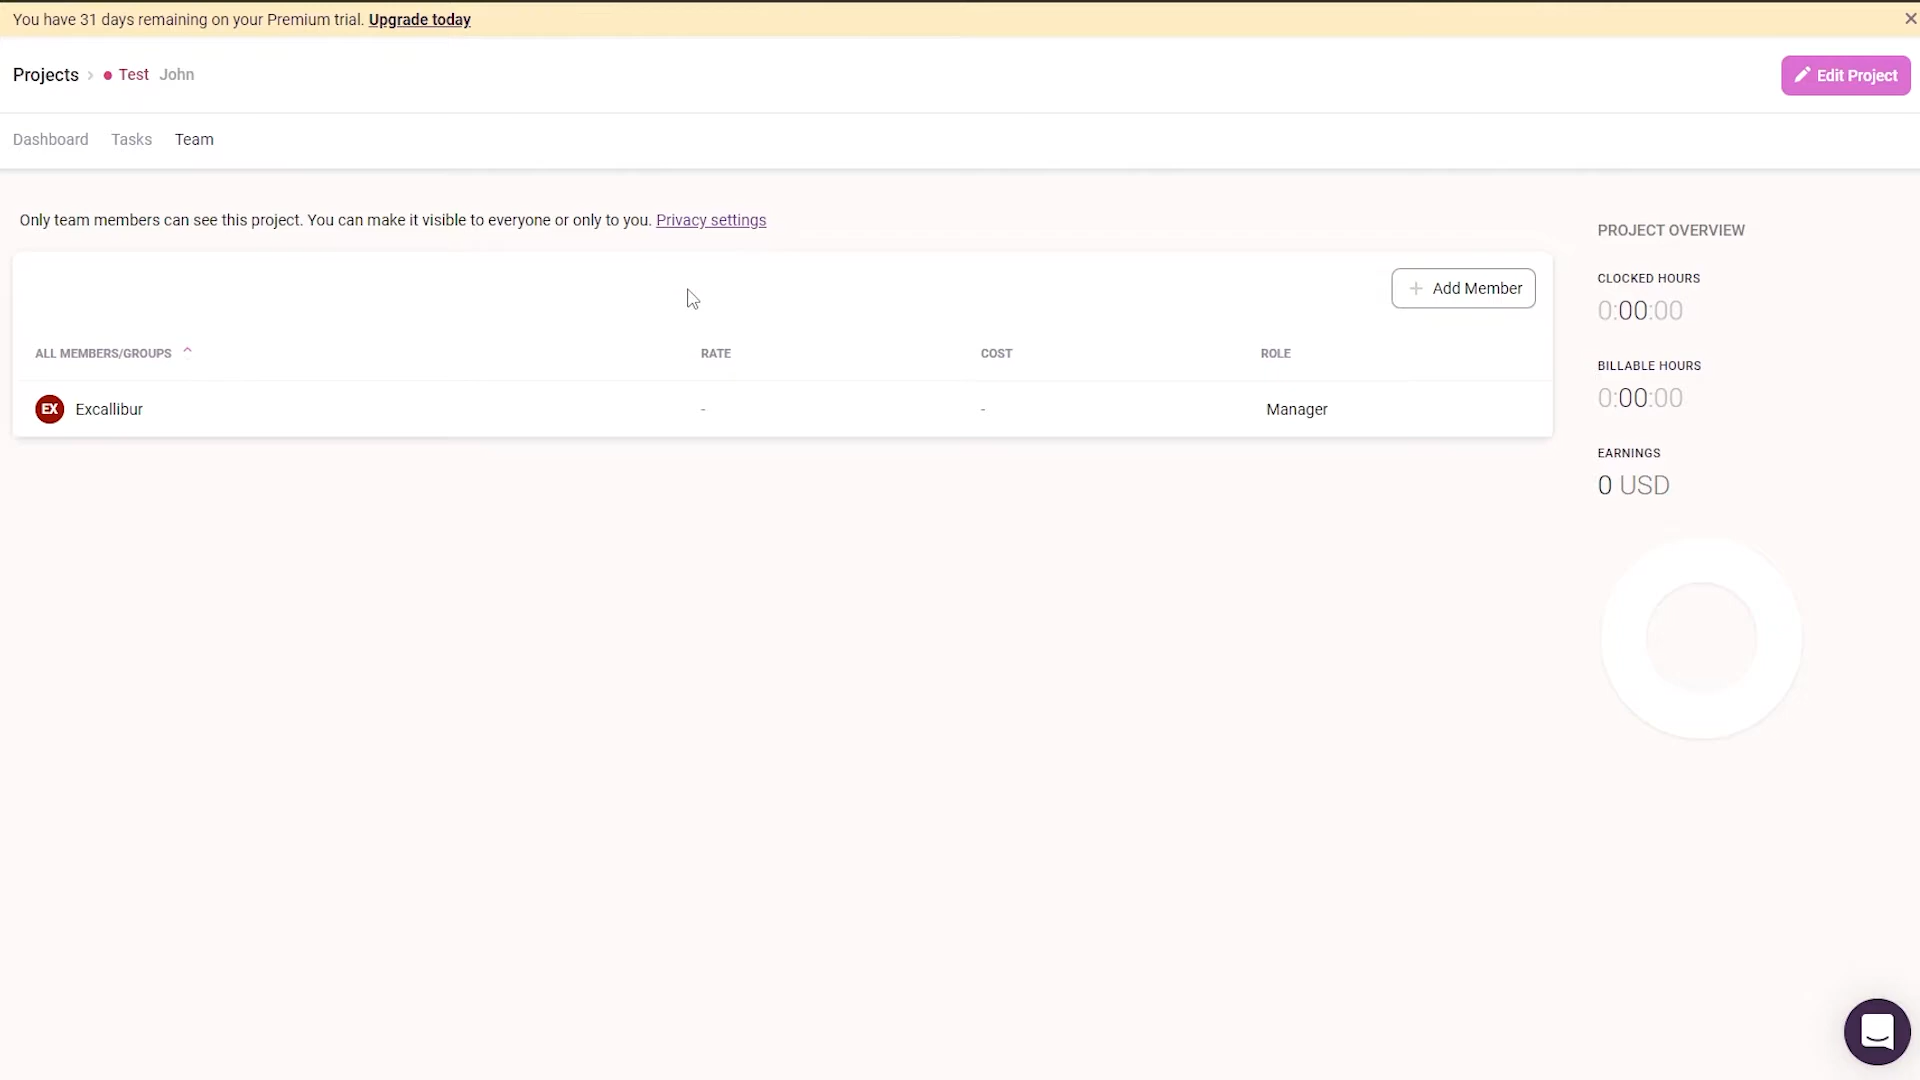 You have 31 days remaining on your Premium trial. Upgrade today
Projects > Test John
Edit Project
Dashboard Tasks Team
Only team members can see this project. You can make it visible to everyone or only to you. Privacy settings
Add Member
ALL MEMBERS/GROUPS RATE COST ROLE
EX Excallibur - - Manager
PROJECT OVERVIEW
CLOCKED HOURS
0:00:00
BILLABLE HOURS
0:00:00
EARNINGS
0 USD